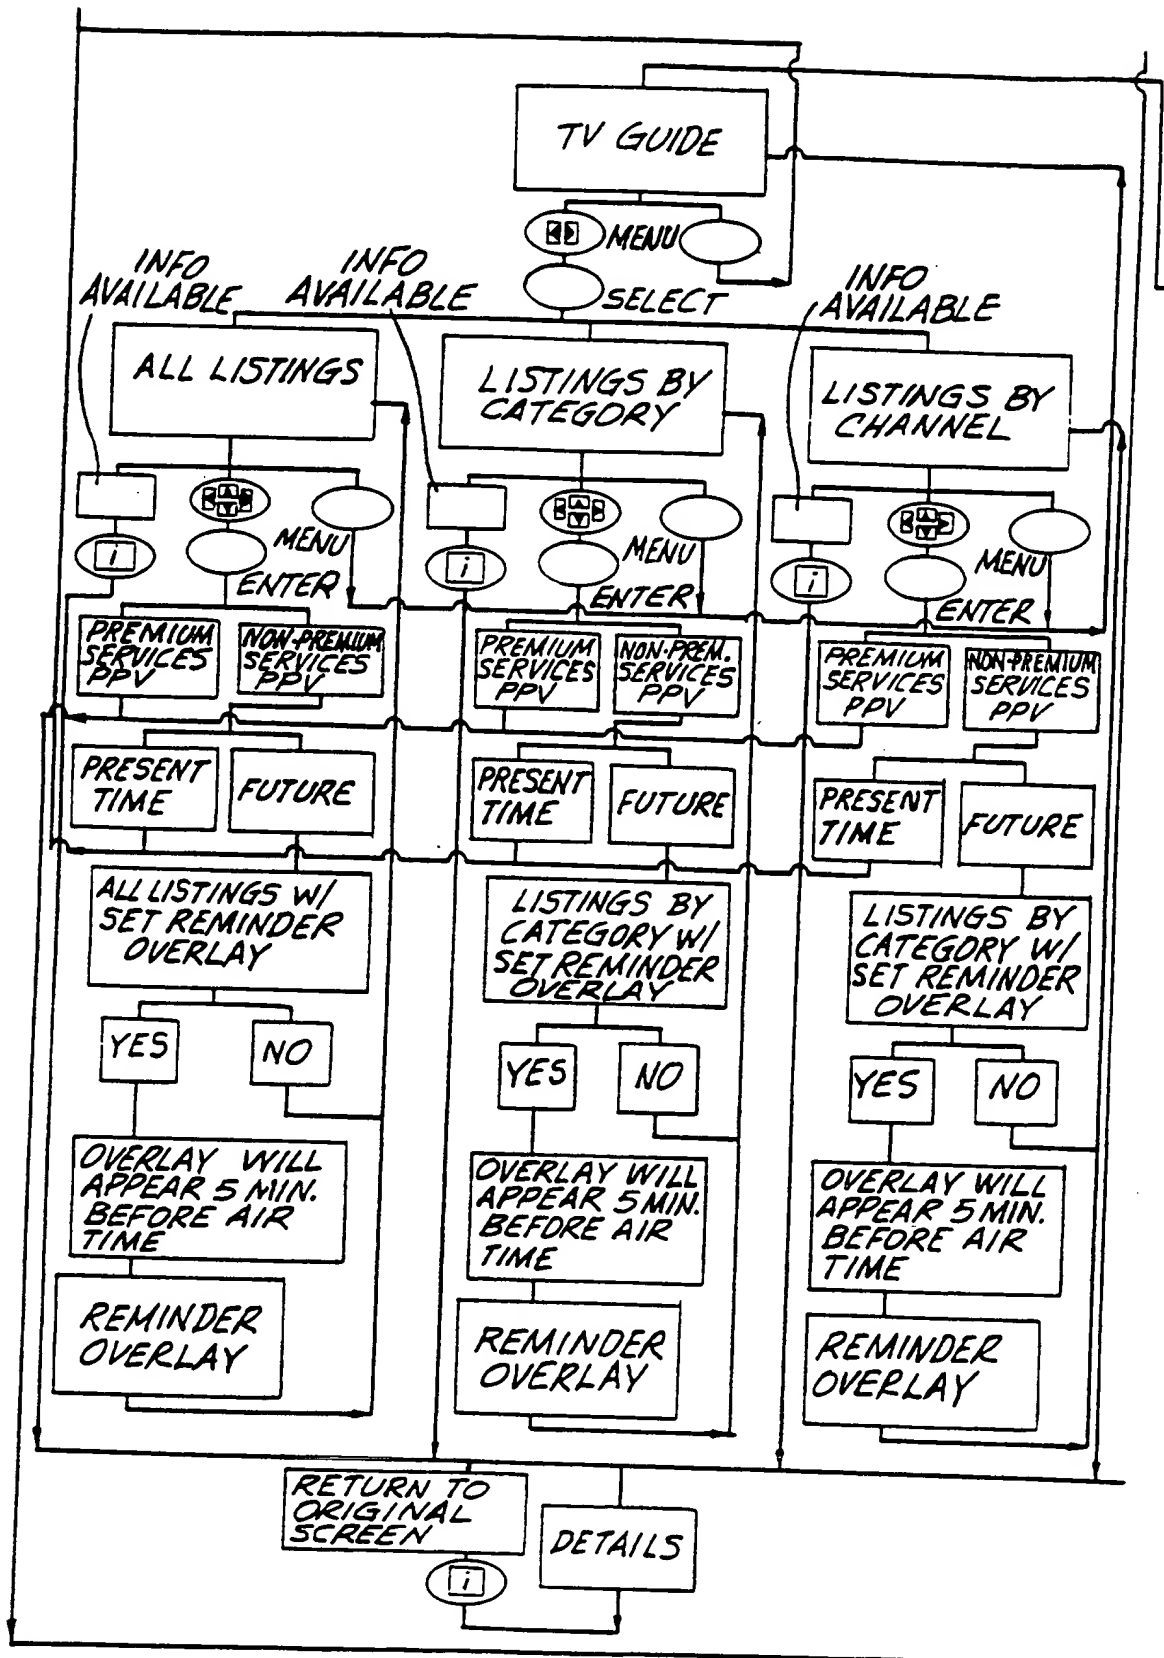 TV GUIDE
MENU
SELECT
INFO
AVAILABLE
INFO
AVAILABLE
INFO
AVAILABLE
ALL LISTINGS
LISTINGS BY
CATEGORY
LISTINGS BY
CHANNEL
i
MENU
ENTER
i
MENU
ENTER
i
MENU
ENTER
PREMIUM
SERVICES
PPV
NON-PREMIUM
SERVICES
PPV
PREMIUM
SERVICES
PPV
NON-PREM.
SERVICES
PPV
PREMIUM
SERVICES
PPV
NON-PREMIUM
SERVICES
PPV
PRESENT
TIME
FUTURE
PRESENT
TIME
FUTURE
PRESENT
TIME
FUTURE
ALL LISTINGS W/
SET REMINDER
OVERLAY
LISTINGS BY
CATEGORY W/
SET REMINDER
OVERLAY
LISTINGS BY
CATEGORY W/
SET REMINDER
OVERLAY
YES
NO
YES
NO
YES
NO
OVERLAY WILL
APPEAR 5 MIN.
BEFORE AIR
TIME
OVERLAY WILL
APPEAR 5 MIN.
BEFORE AIR
TIME
OVERLAY WILL
APPEAR 5 MIN.
BEFORE AIR
TIME
REMINDER
OVERLAY
REMINDER
OVERLAY
REMINDER
OVERLAY
RETURN TO
ORIGINAL
SCREEN
i
DETAILS